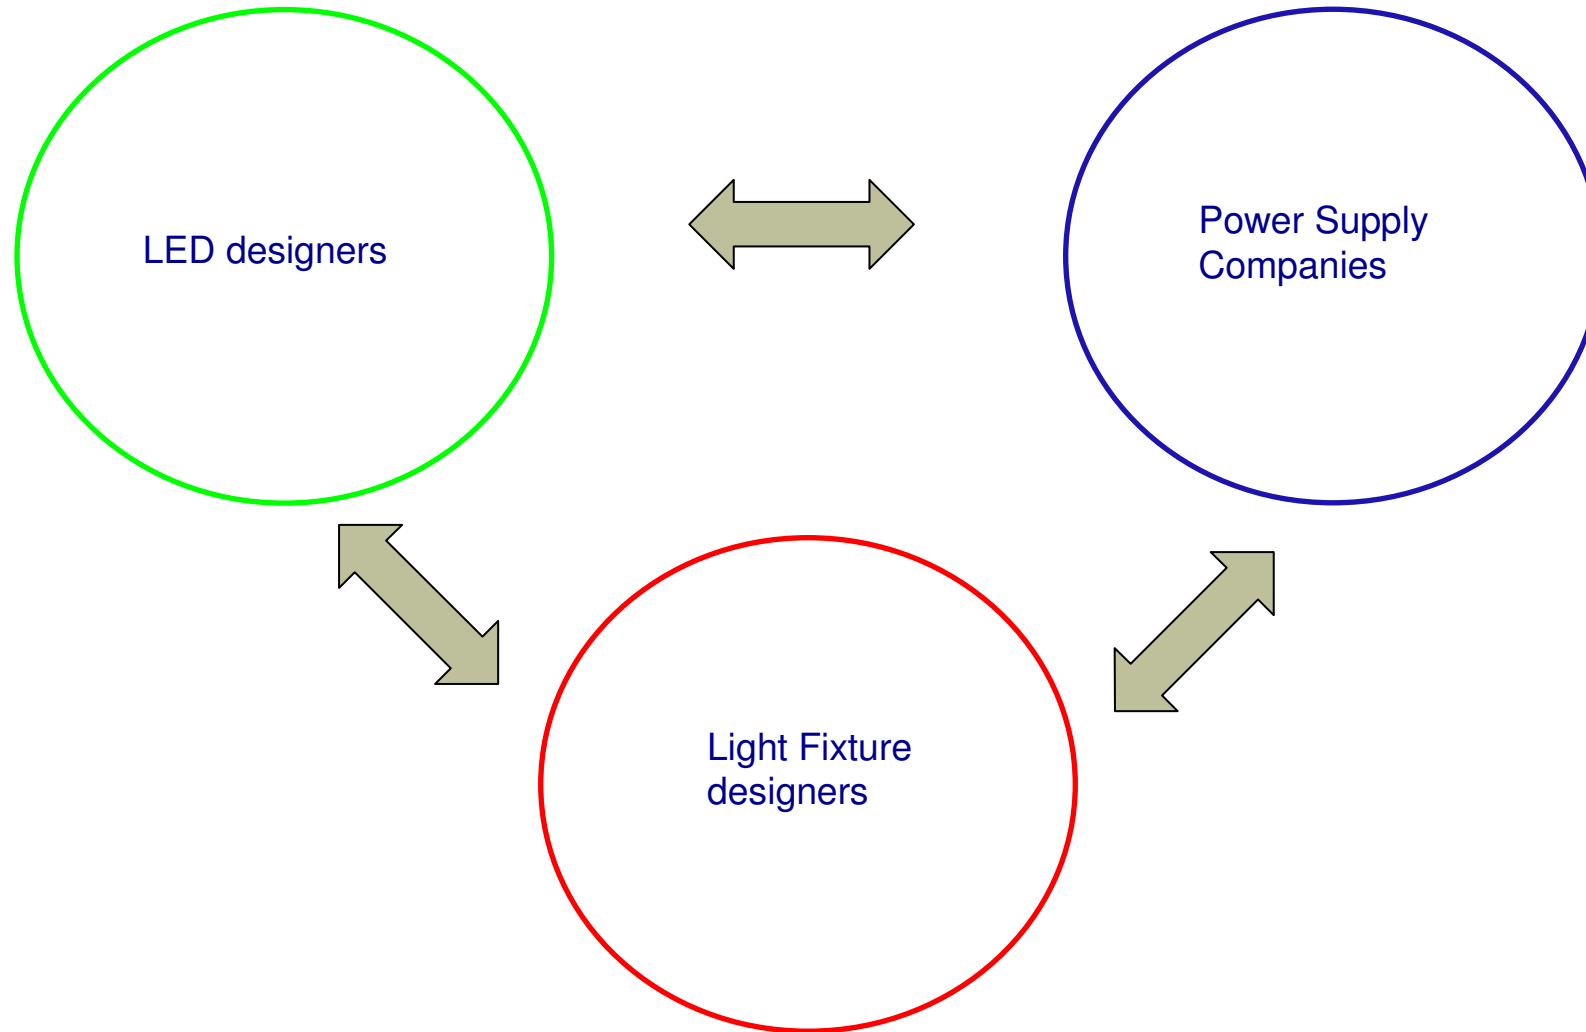 LED designers
Power Supply
Companies
Light Fixture
designers